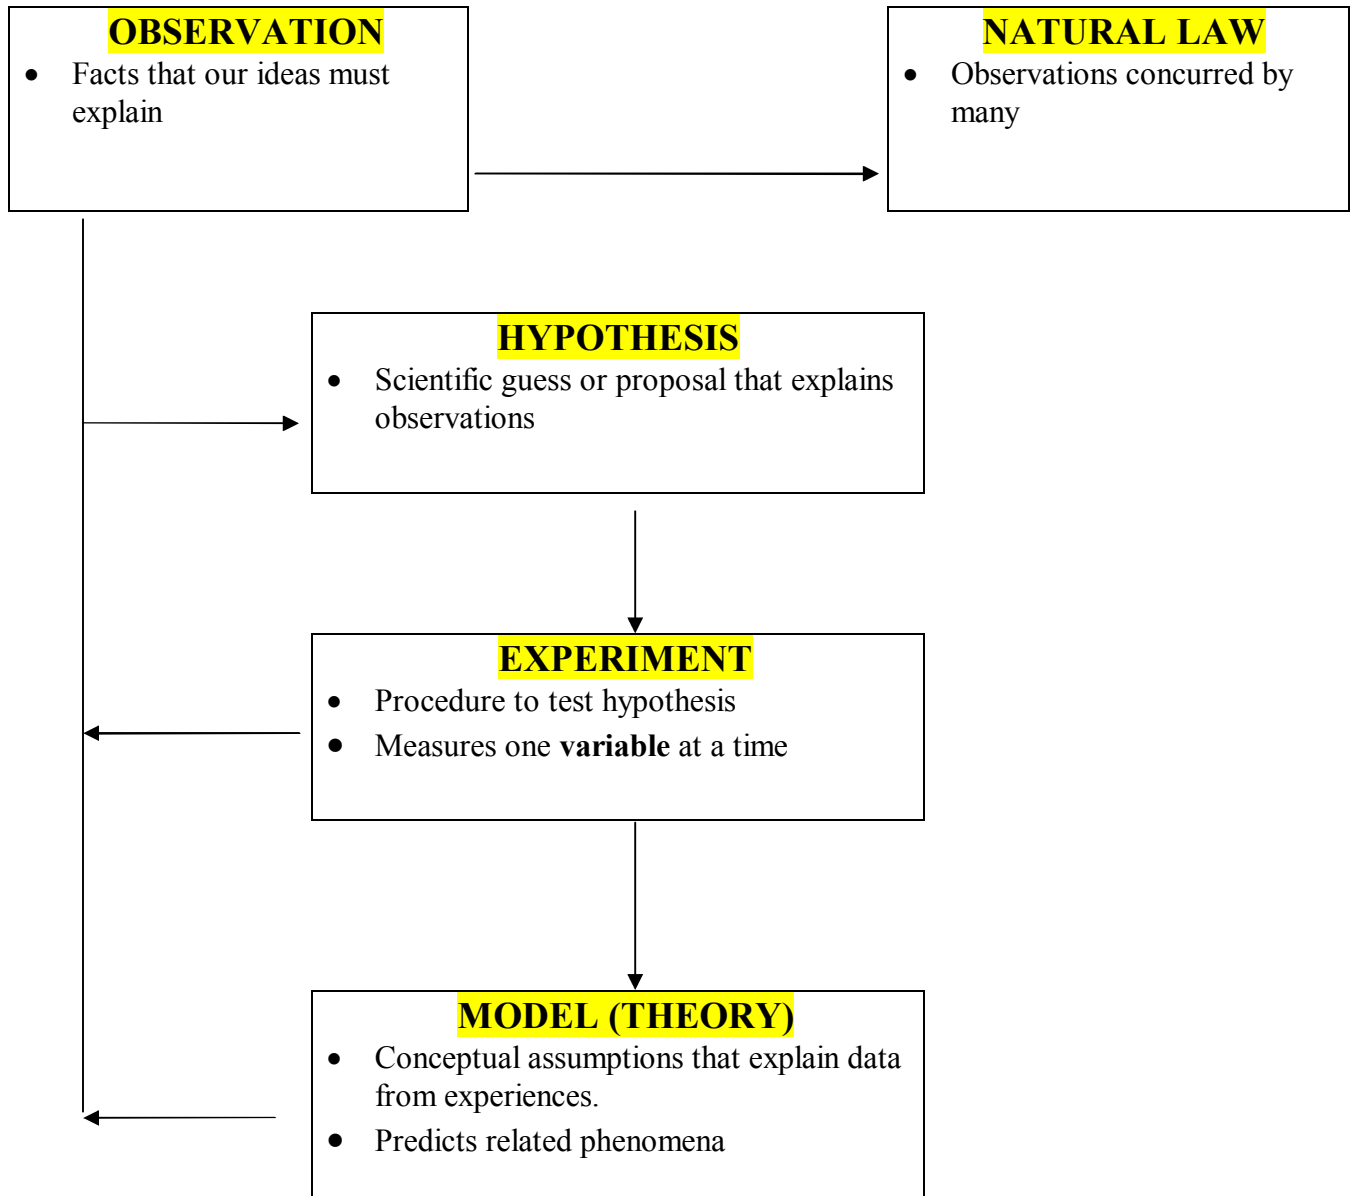 OBSERVATION
• Facts that our ideas must
explain
NATURAL LAW
• Observations concurred by
many
HYPOTHESIS
• Scientific guess or proposal that explains
observations
EXPERIMENT
• Procedure to test hypothesis
• Measures one variable at a time
MODEL (THEORY)
• Conceptual assumptions that explain data
from experiences.
• Predicts related phenomena